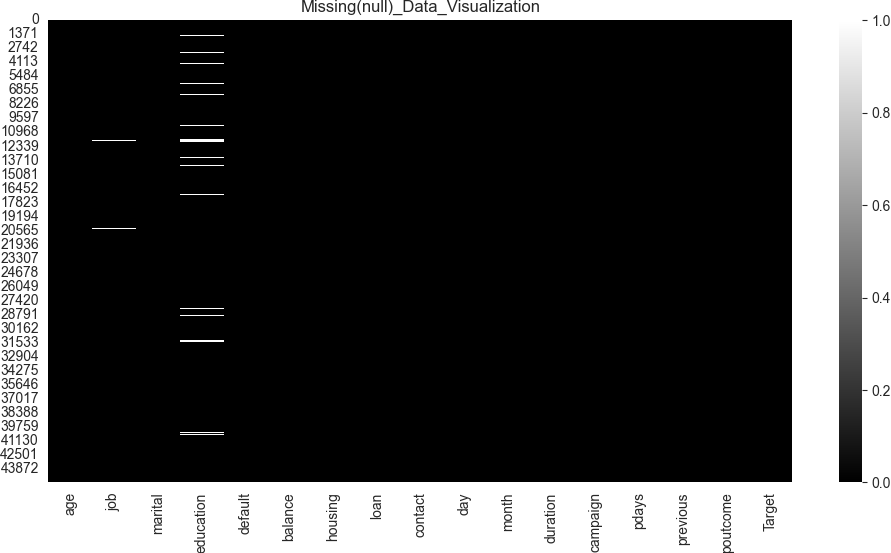 Missing(null)_Data_Visualization
0
1371
2742
4113
5484
6855
8226
9597
10968
12339
13710
15081
16452
17823
19194
20565
21936
23307
24678
26049
27420
28791
30162
31533
32904
34275
35646
37017
38388
39759
41130
42501
43872
age
job
marital
education
default
balance
housing
loan
contact
day
month
duration
campaign
pdays
previous
poutcome
Target
1.0
0.8
0.6
0.4
0.2
0.0